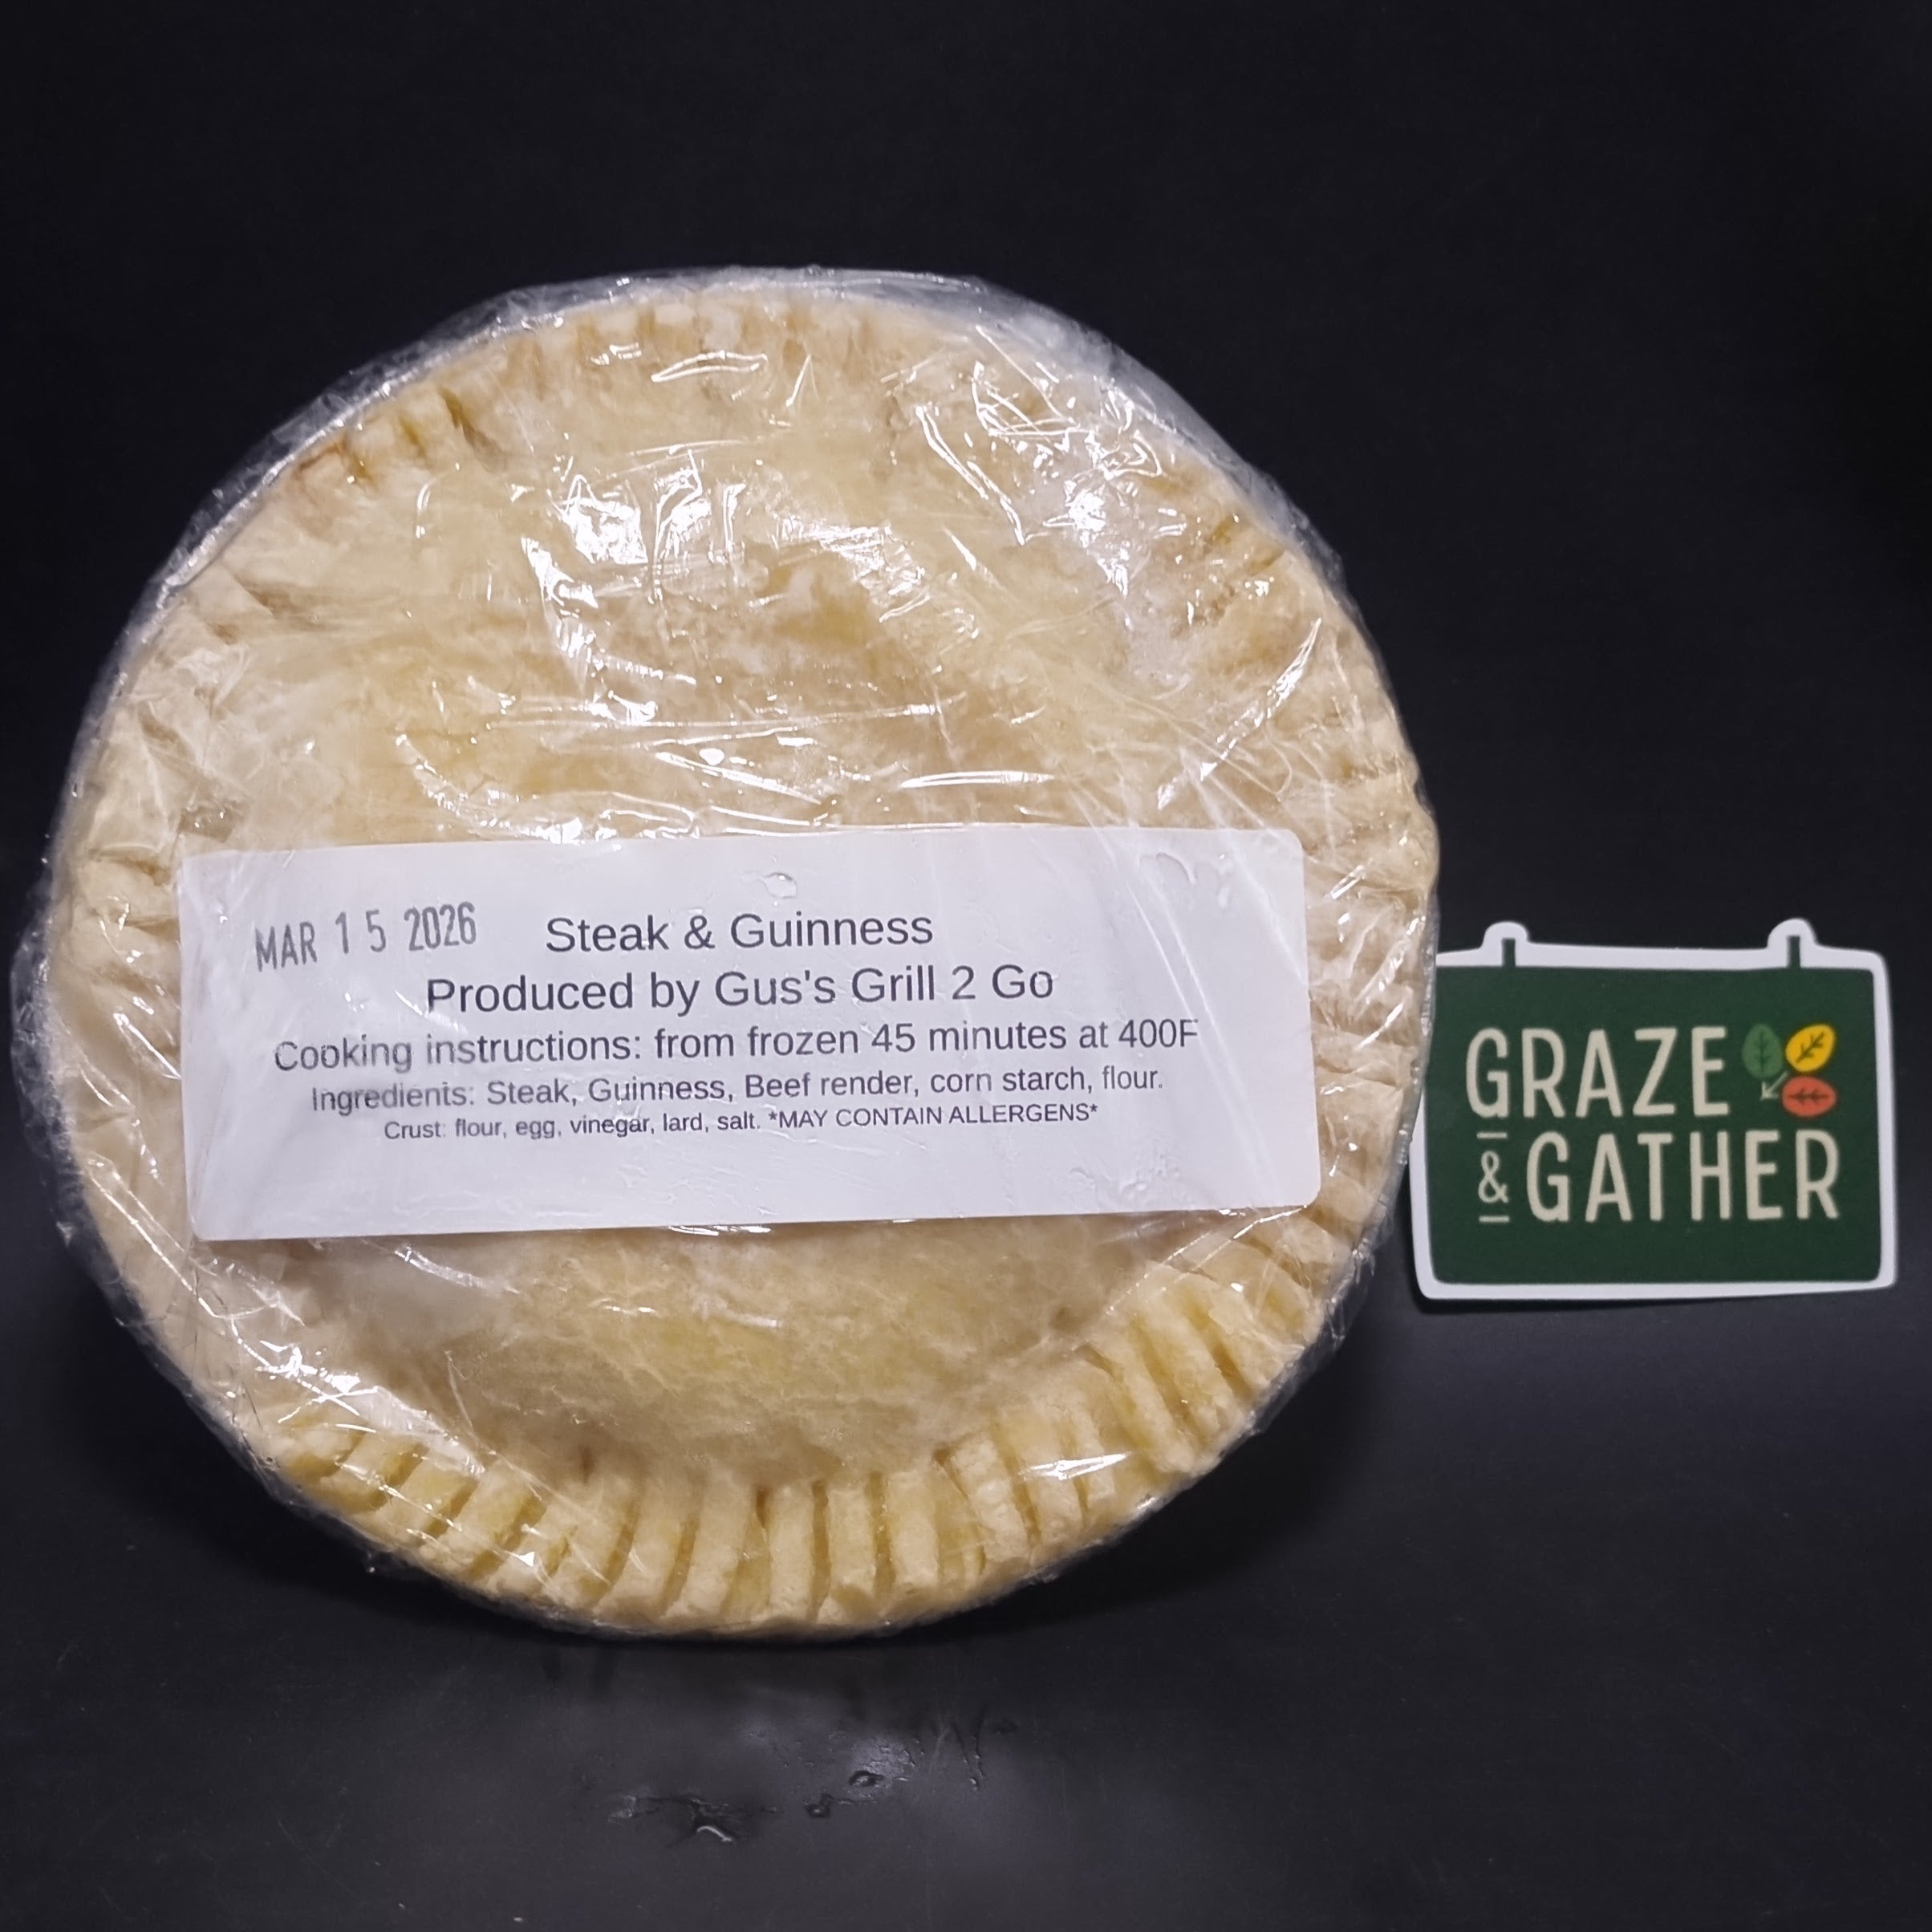 MAR 15 2026
Steak & Guinness
Produced by Gus's Grill 2 Go
Cooking instructions: from frozen 45 minutes at 400F
Ingredients: Steak, Guinness, Beef render, corn starch, flour.
Crust: flour, egg, vinegar, lard, salt. *MAY CONTAIN ALLERGENS*
GRAZE
& GATHER